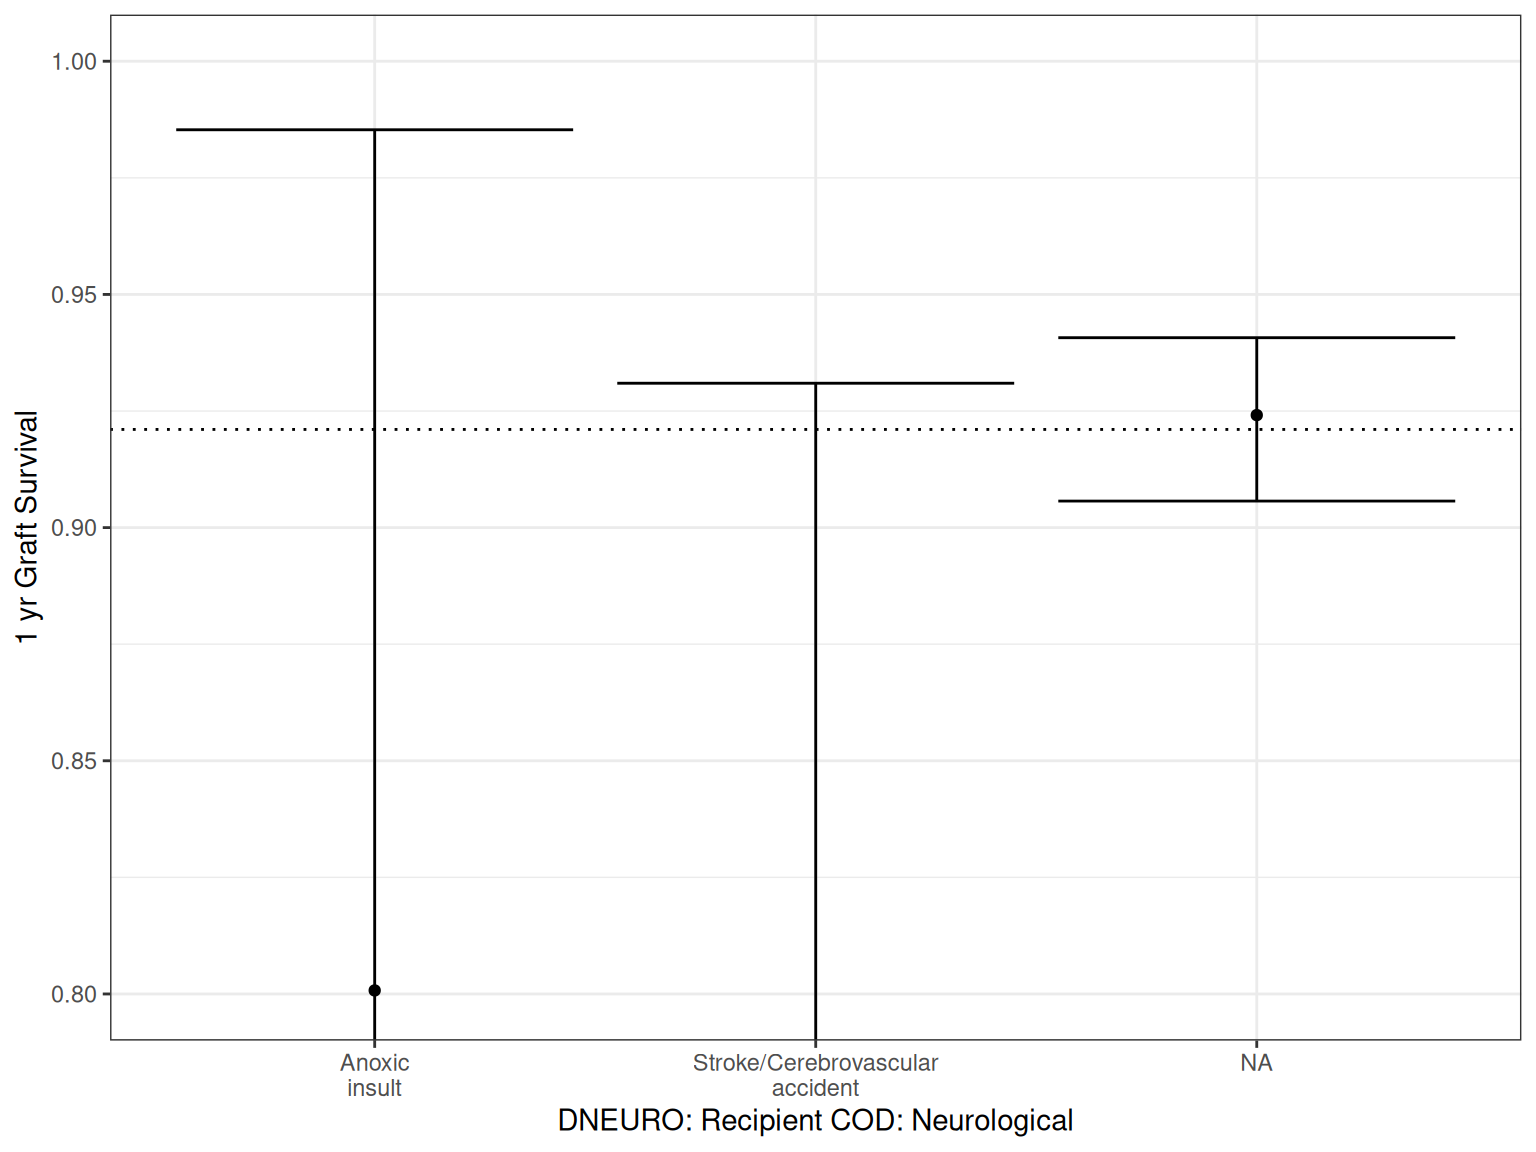 1.00
0.95
0.90
0.85
0.80
1 yr Graft Survival
Anoxic
insult
Stroke/Cerebrovascular
accident
NA
DNEURO: Recipient COD: Neurological